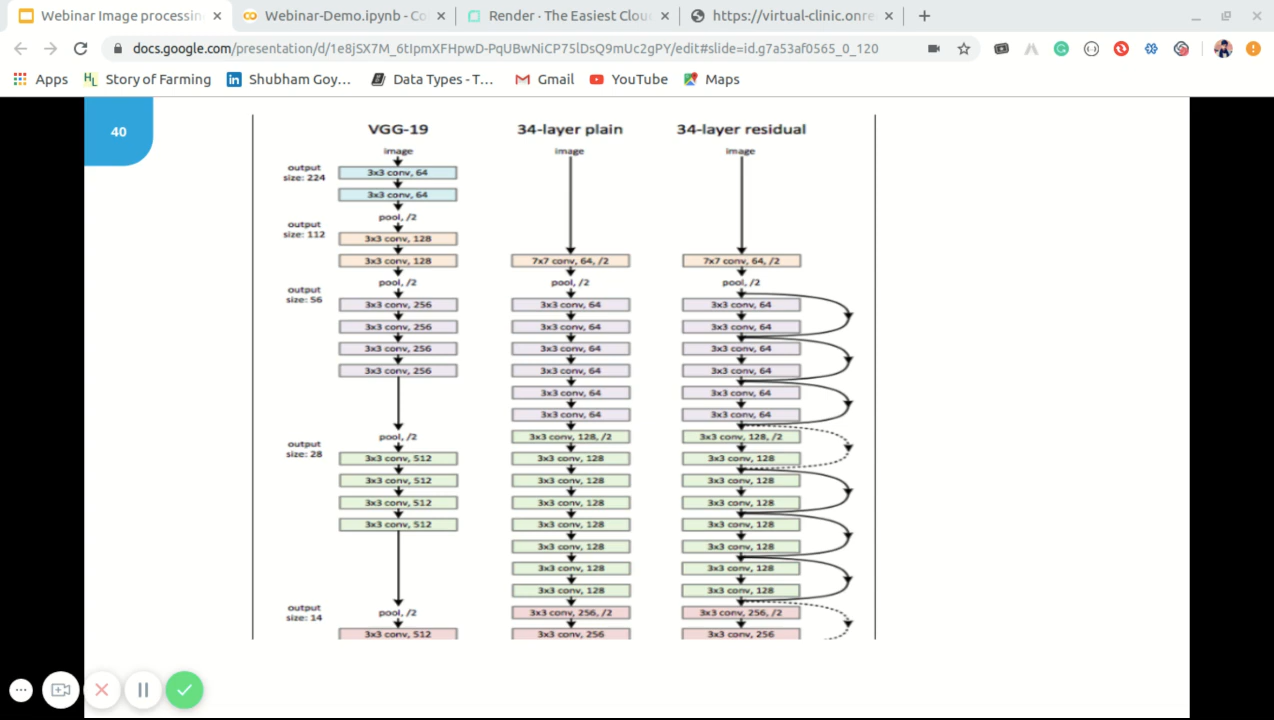 Webinar Image processin
Webinar-Demo.ipynb - Co
Render · The Easiest Clou
https://virtual-clinic.onre
docs.google.com/presentation/d/1e8jSX7M_6tIpmXFHpwD-PqUBwNiCP75lDsQ9mUc2gPY/edit#slide=id.g7a53af0565_0_120
Apps
Story of Farming
Shubham Goy...
Data Types - T...
Gmail
YouTube
Maps
40
VGG-19
image
output
size: 224
3x3 conv, 64
3x3 conv, 64
pool, /2
output
size: 112
3x3 conv, 128
3x3 conv, 128
pool, /2
output
size: 56
3x3 conv, 256
3x3 conv, 256
3x3 conv, 256
3x3 conv, 256
pool, /2
output
size: 28
3x3 conv, 512
3x3 conv, 512
3x3 conv, 512
3x3 conv, 512
pool, /2
output
size: 14
3x3 conv, 512
34-layer plain
image
7x7 conv, 64, /2
pool, /2
3x3 conv, 64
3x3 conv, 64
3x3 conv, 64
3x3 conv, 64
3x3 conv, 64
3x3 conv, 64
3x3 conv, 128, /2
3x3 conv, 128
3x3 conv, 128
3x3 conv, 128
3x3 conv, 128
3x3 conv, 128
3x3 conv, 128
3x3 conv, 128
3x3 conv, 256, /2
3x3 conv, 256
34-layer residual
image
7x7 conv, 64, /2
pool, /2
3x3 conv, 64
3x3 conv, 64
3x3 conv, 64
3x3 conv, 64
3x3 conv, 64
3x3 conv, 64
3x3 conv, 128, /2
3x3 conv, 128
3x3 conv, 128
3x3 conv, 128
3x3 conv, 128
3x3 conv, 128
3x3 conv, 128
3x3 conv, 128
3x3 conv, 256, /2
3x3 conv, 256